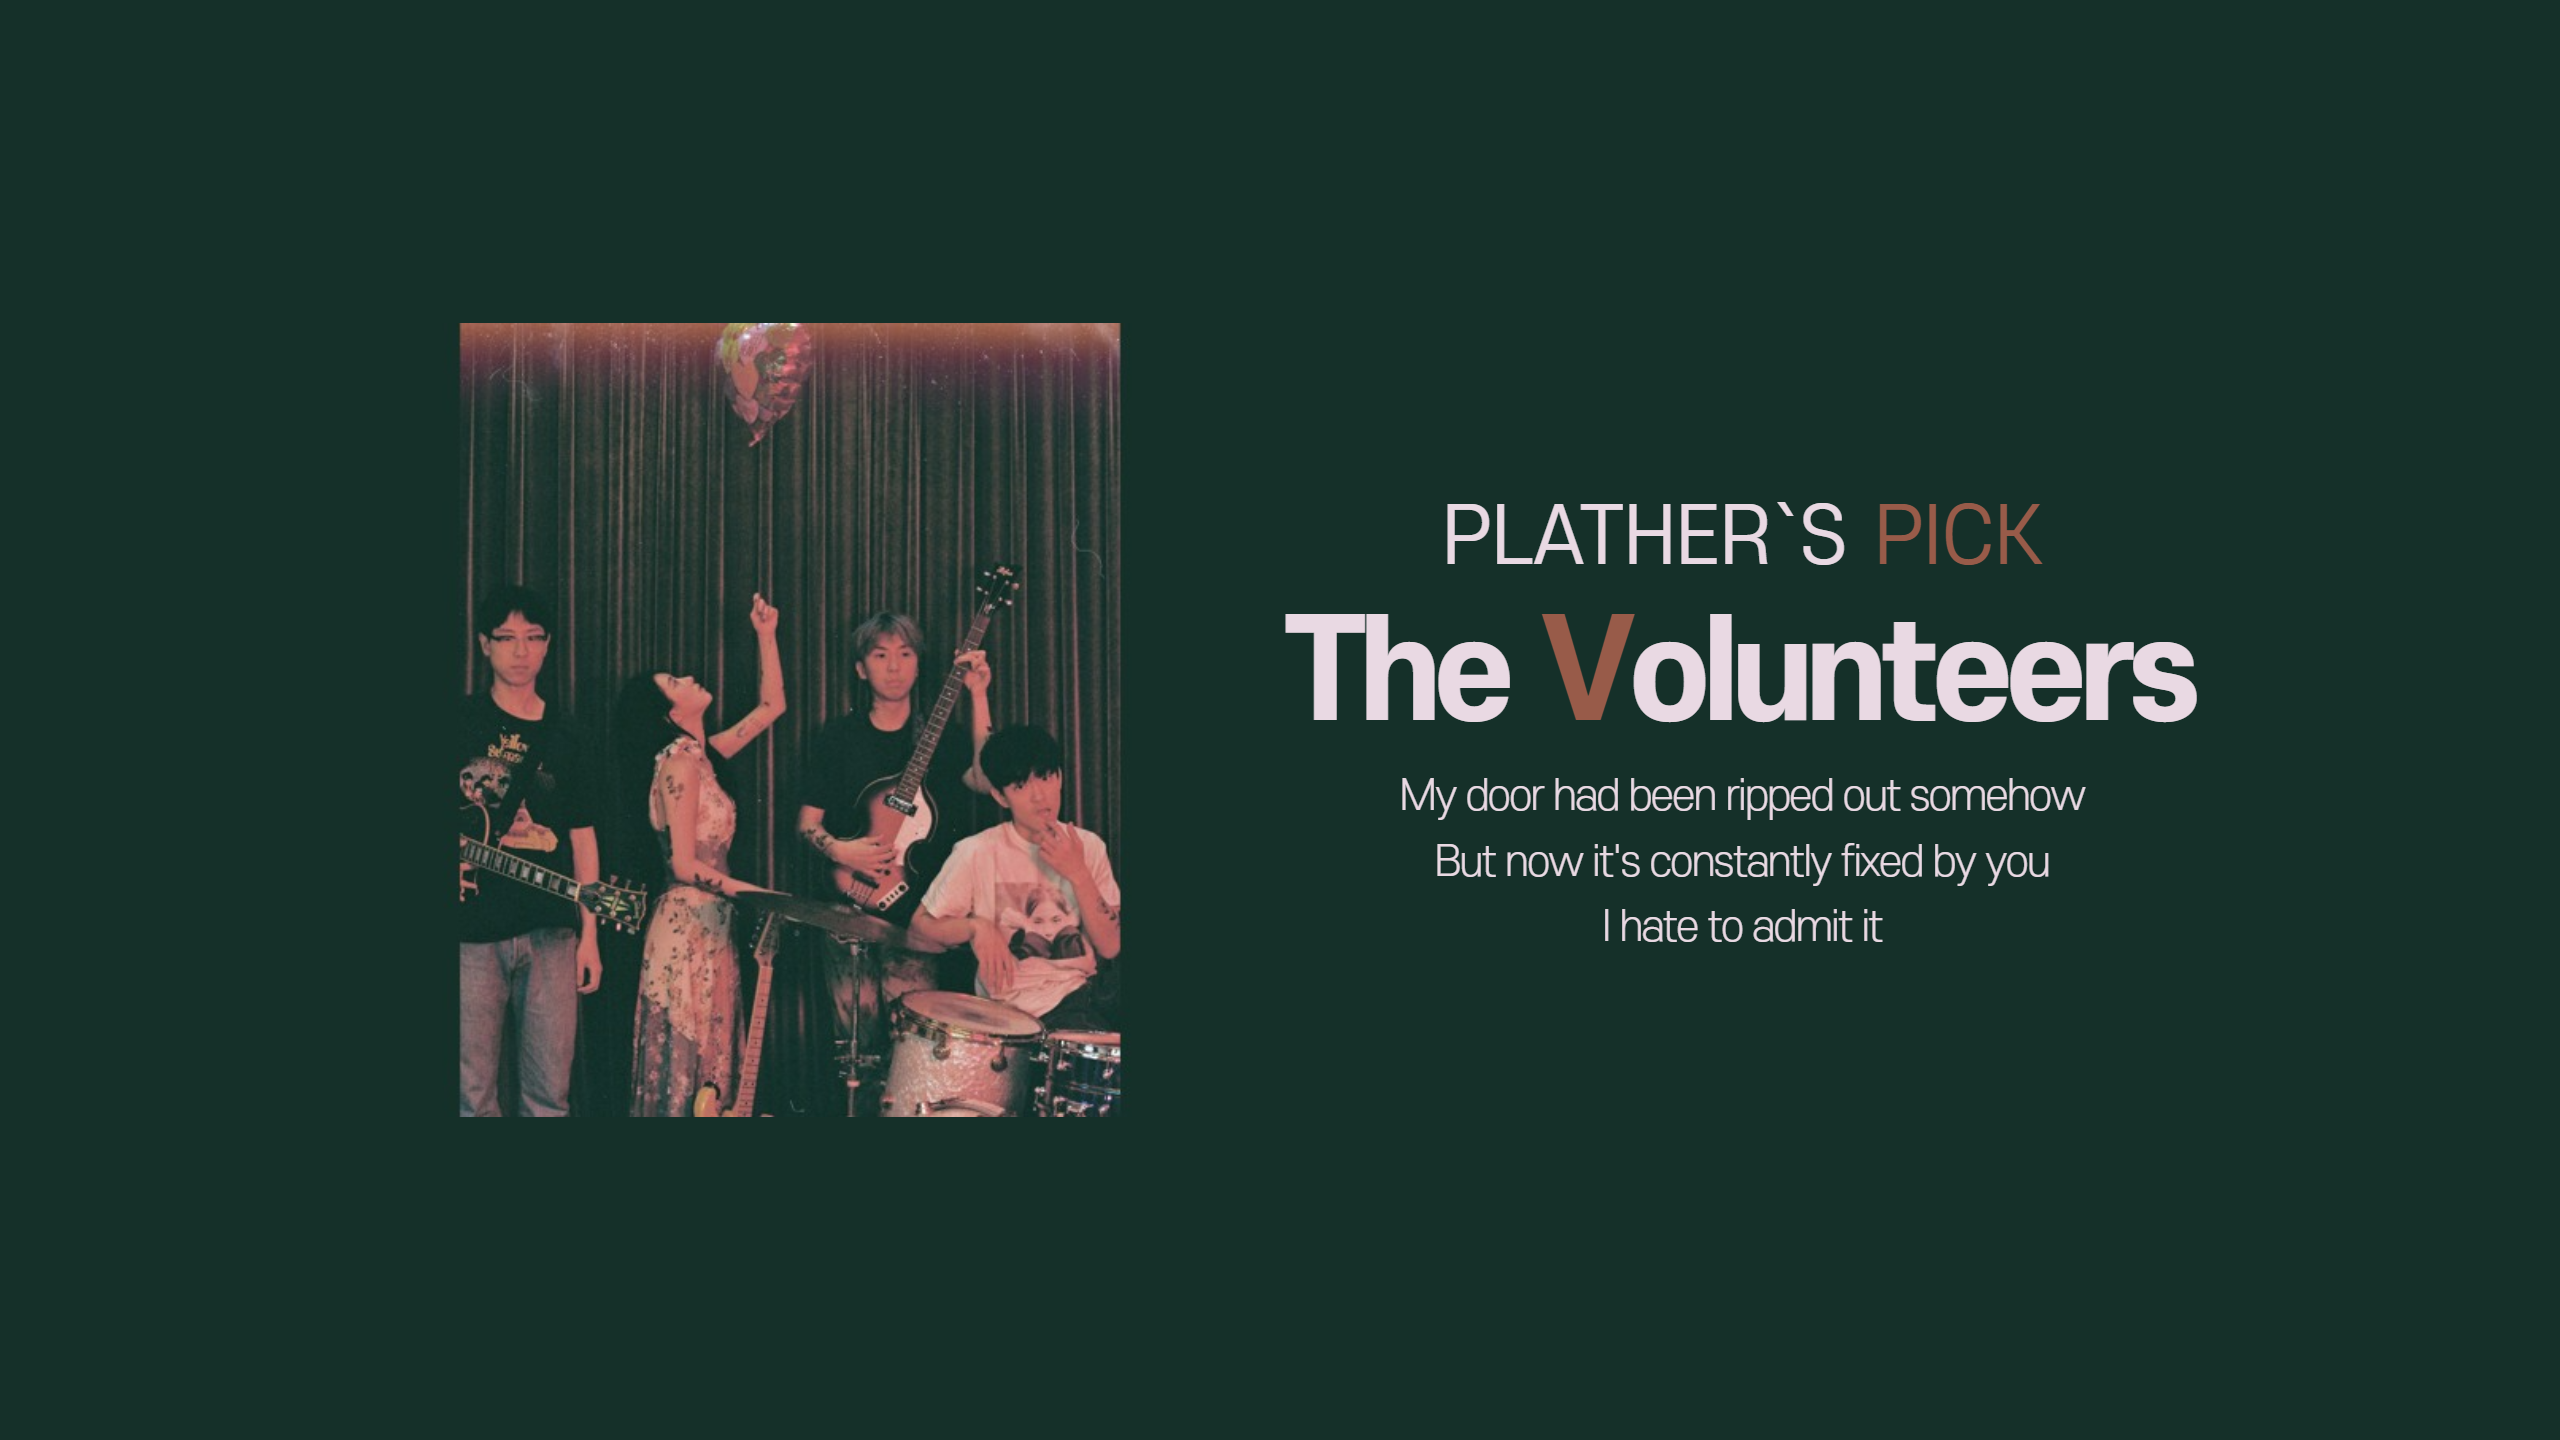 PLATHER`S PICK
The Volunteers
My door had been ripped out somehow
But now it's constantly fixed by you
I hate to admit it